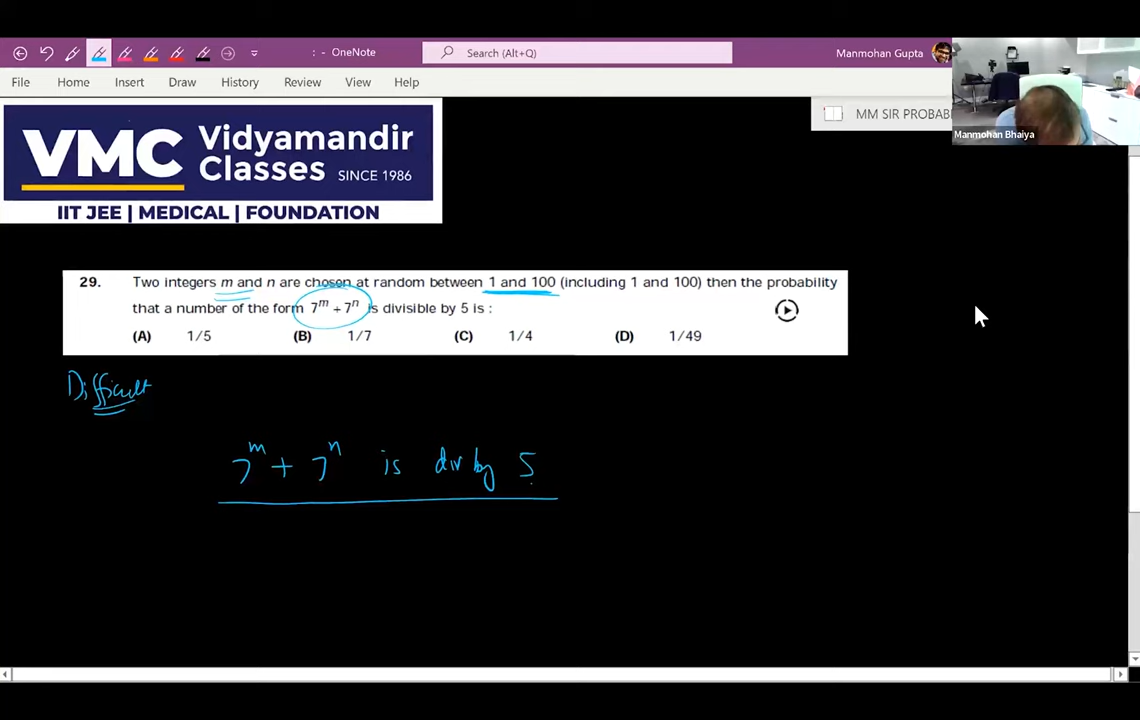 : - OneNote
Search (Alt+Q)
Manmohan Gupta
File Home Insert Draw History Review View Help
MM SIR PROBAB
Manmohan Bhaiya
VMC Vidyamandir
Classes SINCE 1986
IIT JEE | MEDICAL | FOUNDATION
29. Two integers m and n are chosen at random between 1 and 100 (including 1 and 100) then the probability
that a number of the form 7^m + 7^n is divisible by 5 is :
(A) 1/5 (B) 1/7 (C) 1/4 (D) 1/49
Difficult
7^m + 7^n is div by 5